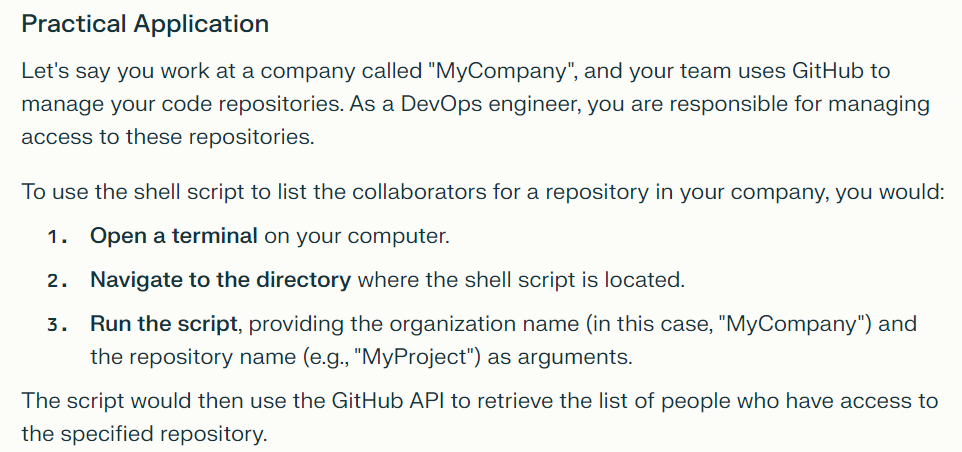 Practical Application
Let's say you work at a company called "MyCompany", and your team uses GitHub to
manage your code repositories. As a DevOps engineer, you are responsible for managing
access to these repositories.
To use the shell script to list the collaborators for a repository in your company, you would:
1. Open a terminal on your computer.
2. Navigate to the directory where the shell script is located.
3. Run the script, providing the organization name (in this case, "MyCompany") and
the repository name (e.g., "MyProject") as arguments.
The script would then use the GitHub API to retrieve the list of people who have access to
the specified repository.